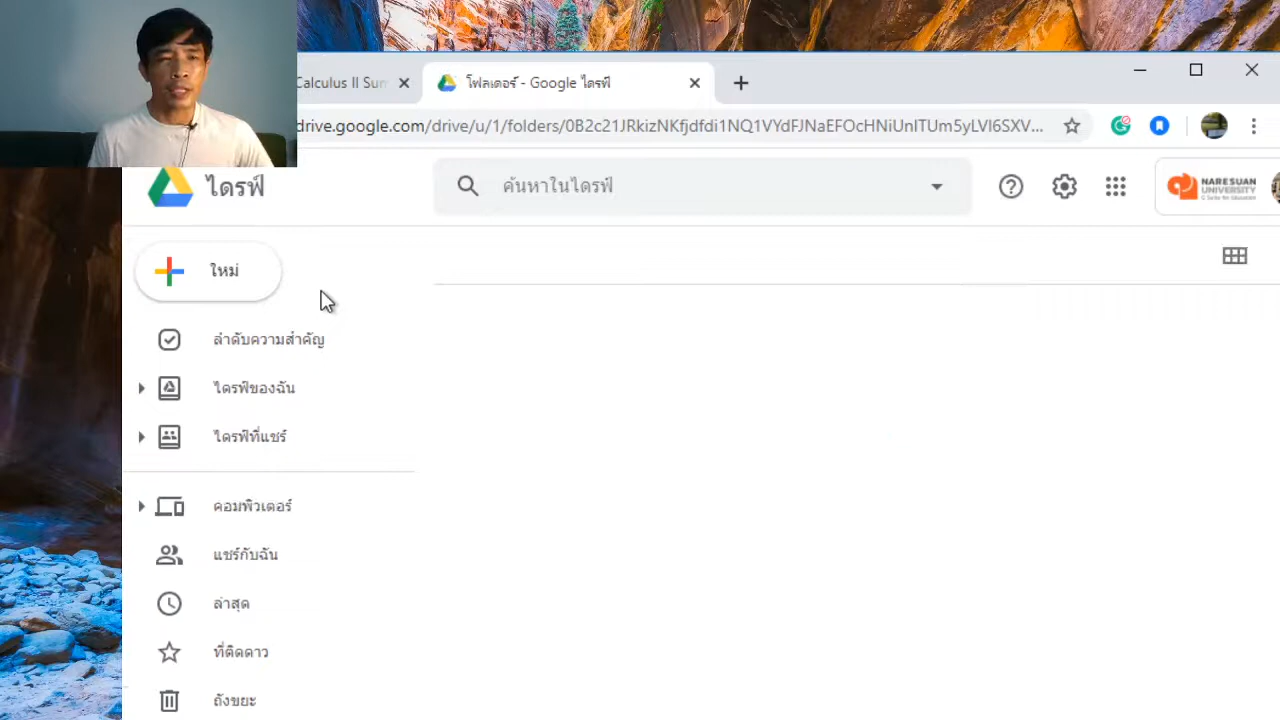 Calculus II Sum
โฟลเดอร์ - Google ไดรฟ์
drive.google.com/drive/u/1/folders/0B2c21JRkizNKfjdfdi1NQ1VYdFJNaEFOcHNiUnlTUm5yLVl6SXV...
ไดรฟ์
ค้นหาในไดรฟ์
NARESUAN
UNIVERSITY
G Suite for Education
ใหม่
ลำดับความสำคัญ
ไดรฟ์ของฉัน
ไดรฟ์ที่แชร์
คอมพิวเตอร์
แชร์กับฉัน
ล่าสุด
ที่ติดดาว
ถังขยะ